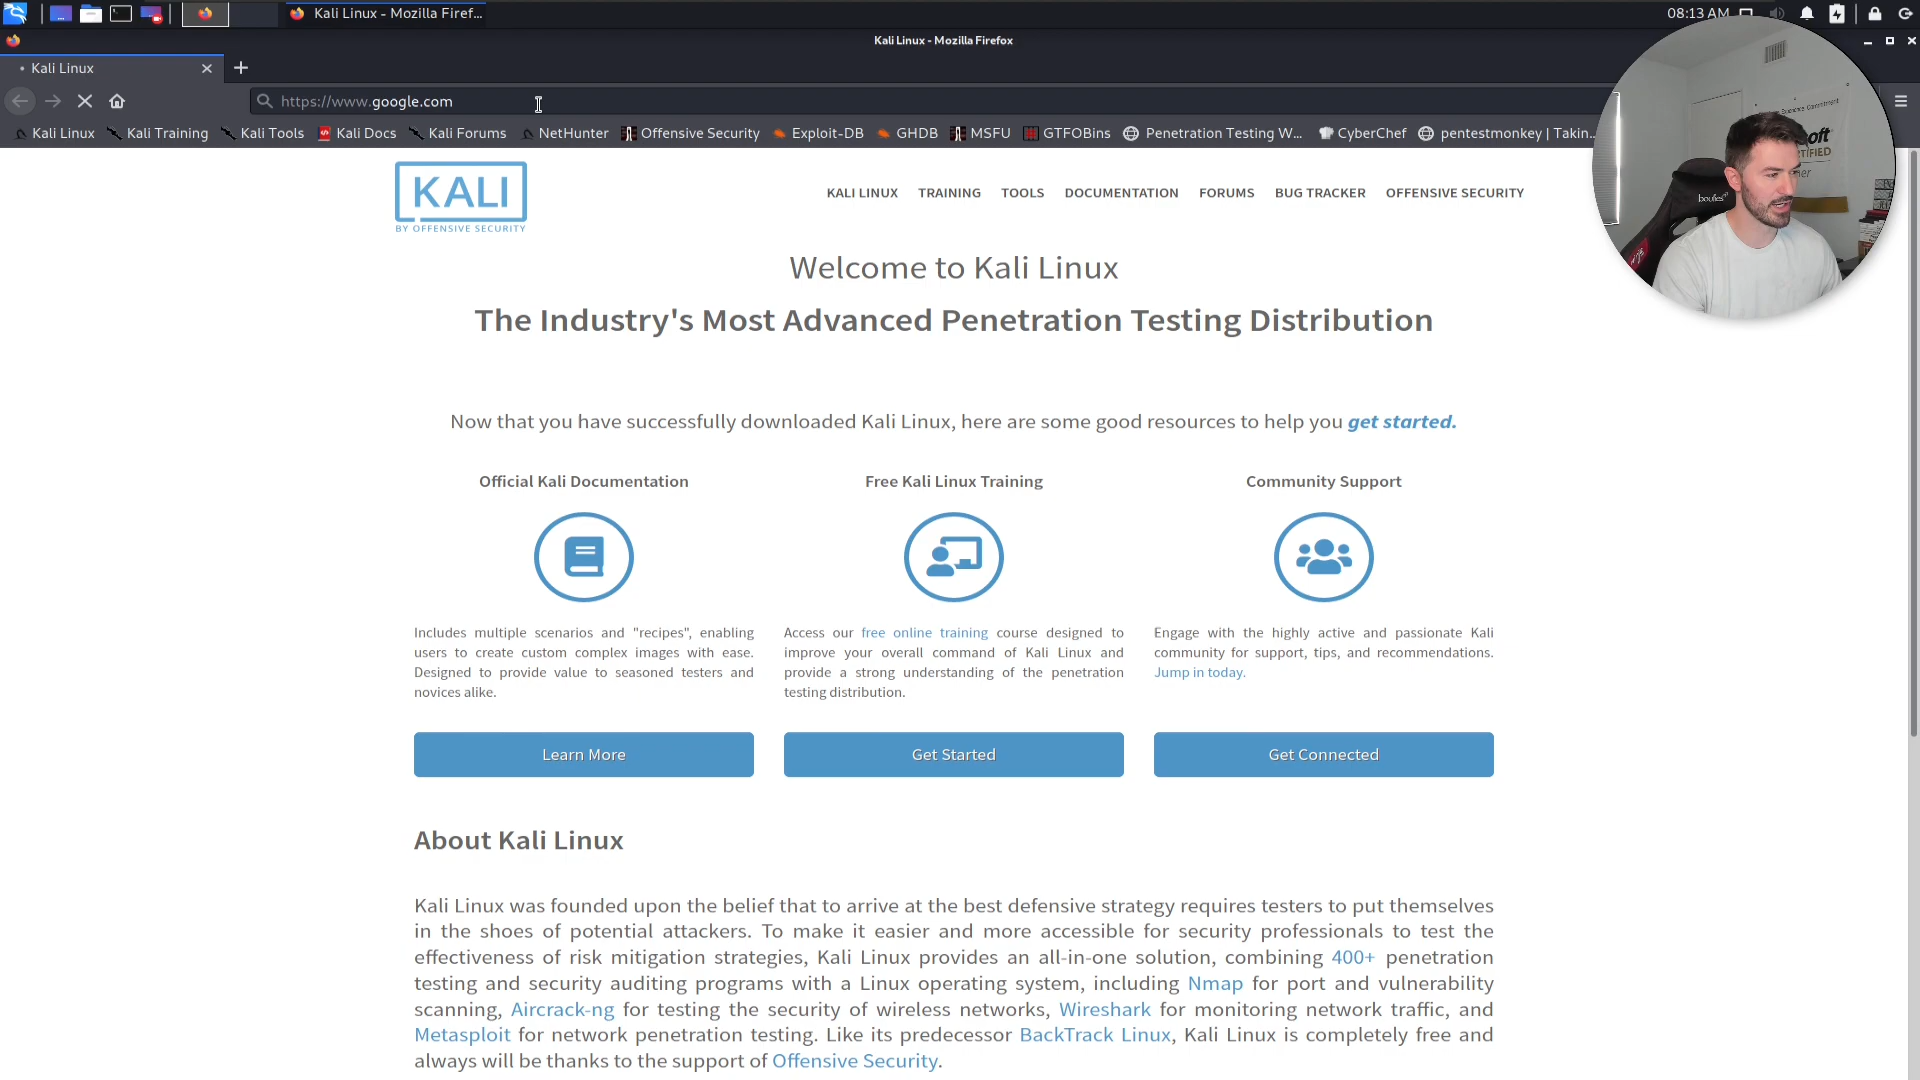 Kali Linux - Mozilla Firef...
08:13 AM
Kali Linux - Mozilla Firefox
Kali Linux
https://www.google.com
Kali Linux
Kali Training
Kali Tools
Kali Docs
Kali Forums
NetHunter
Offensive Security
Exploit-DB
GHDB
MSFU
GTFOBins
Penetration Testing W...
CyberChef
pentestmonkey | Takin...
KALI
BY OFFENSIVE SECURITY
KALI LINUX
TRAINING
TOOLS
DOCUMENTATION
FORUMS
BUG TRACKER
OFFENSIVE SECURITY
Welcome to Kali Linux
The Industry's Most Advanced Penetration Testing Distribution
Now that you have successfully downloaded Kali Linux, here are some good resources to help you get started.
Official Kali Documentation
Includes multiple scenarios and "recipes", enabling
users to create custom complex images with ease.
Designed to provide value to seasoned testers and
novices alike.
Learn More
Free Kali Linux Training
Access our free online training course designed to
improve your overall command of Kali Linux and
provide a strong understanding of the penetration
testing distribution.
Get Started
Community Support
Engage with the highly active and passionate Kali
community for support, tips, and recommendations.
Jump in today.
Get Connected
About Kali Linux
Kali Linux was founded upon the belief that to arrive at the best defensive strategy requires testers to put themselves
in the shoes of potential attackers. To make it easier and more accessible for security professionals to test the
effectiveness of risk mitigation strategies, Kali Linux provides an all-in-one solution, combining 400+ penetration
testing and security auditing programs with a Linux operating system, including Nmap for port and vulnerability
scanning, Aircrack-ng for testing the security of wireless networks, Wireshark for monitoring network traffic, and
Metasploit for network penetration testing. Like its predecessor BackTrack Linux, Kali Linux is completely free and
always will be thanks to the support of Offensive Security.